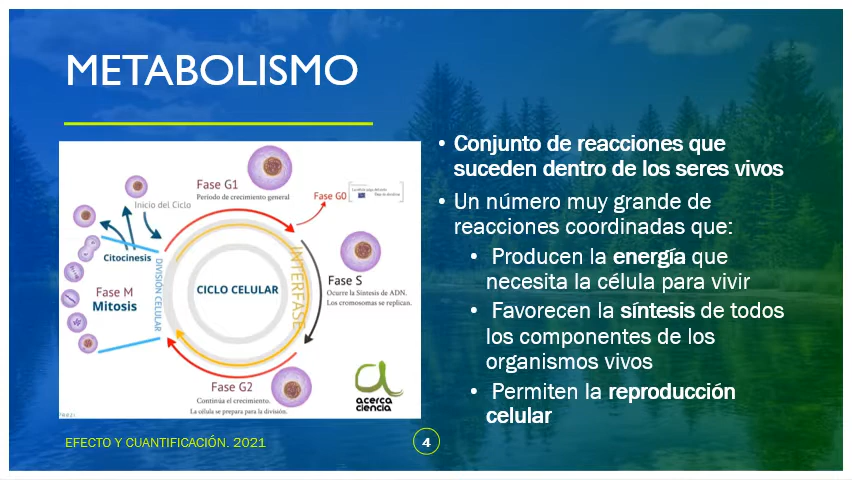 METABOLISMO
Fase G1
Periodo de crecimiento general
Fase G0
Inicio del Ciclo
Citocinesis
Fase M
Mitosis
DIVISIÓN CELULAR
CICLO CELULAR
INTERFASE
Fase S
Ocurre la Síntesis de ADN.
Los cromosomas se replican.
Fase G2
Continúa el crecimiento.
La célula se prepara para la división.
acerca
ciencia
• Conjunto de reacciones que
suceden dentro de los seres vivos
• Un número muy grande de
reacciones coordinadas que:
• Producen la energía que
necesita la célula para vivir
• Favorecen la síntesis de todos
los componentes de los
organismos vivos
• Permiten la reproducción
celular
EFECTO Y CUANTIFICACIÓN. 2021
4